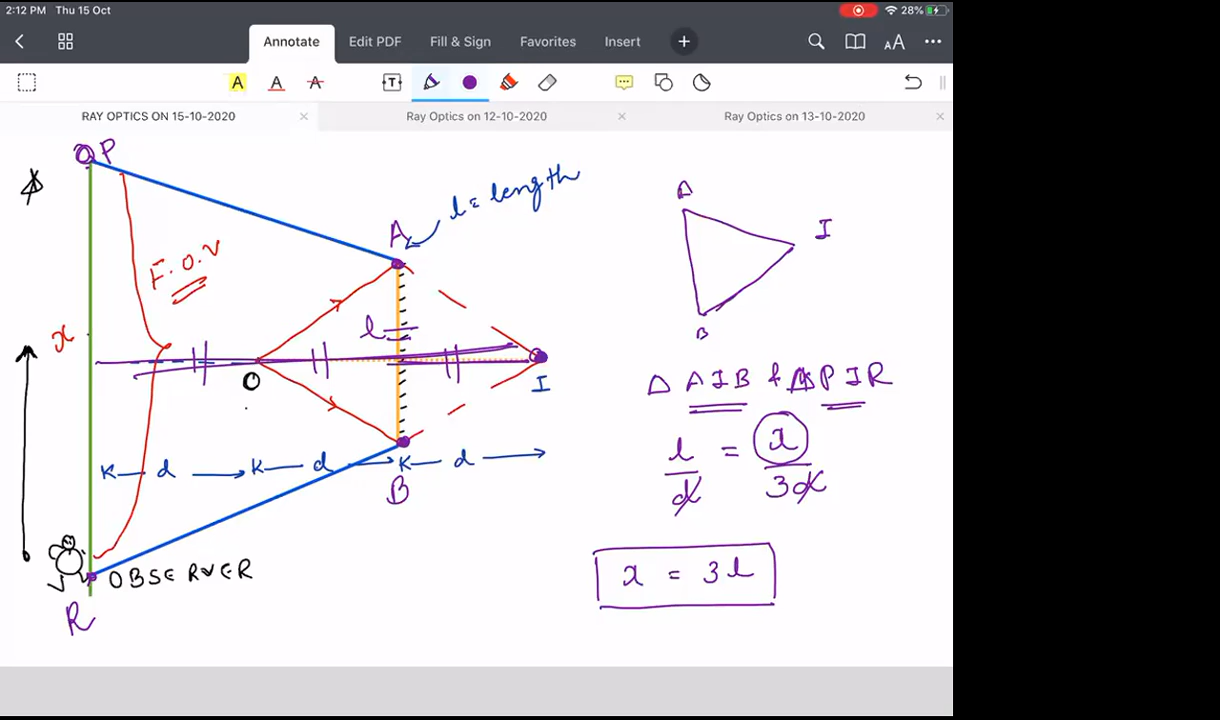 2:12 PM Thu 15 Oct
28%
Annotate Edit PDF Fill & Sign Favorites Insert
RAY OPTICS ON 15-10-2020
Ray Optics on 12-10-2020
Ray Optics on 13-10-2020
P
l = length
A
F.O.V
x
l
O
I
d d d
B
OBSERVER
R
A
I
B
Δ AIB & Δ PIR
l/d = x/3d
x = 3l